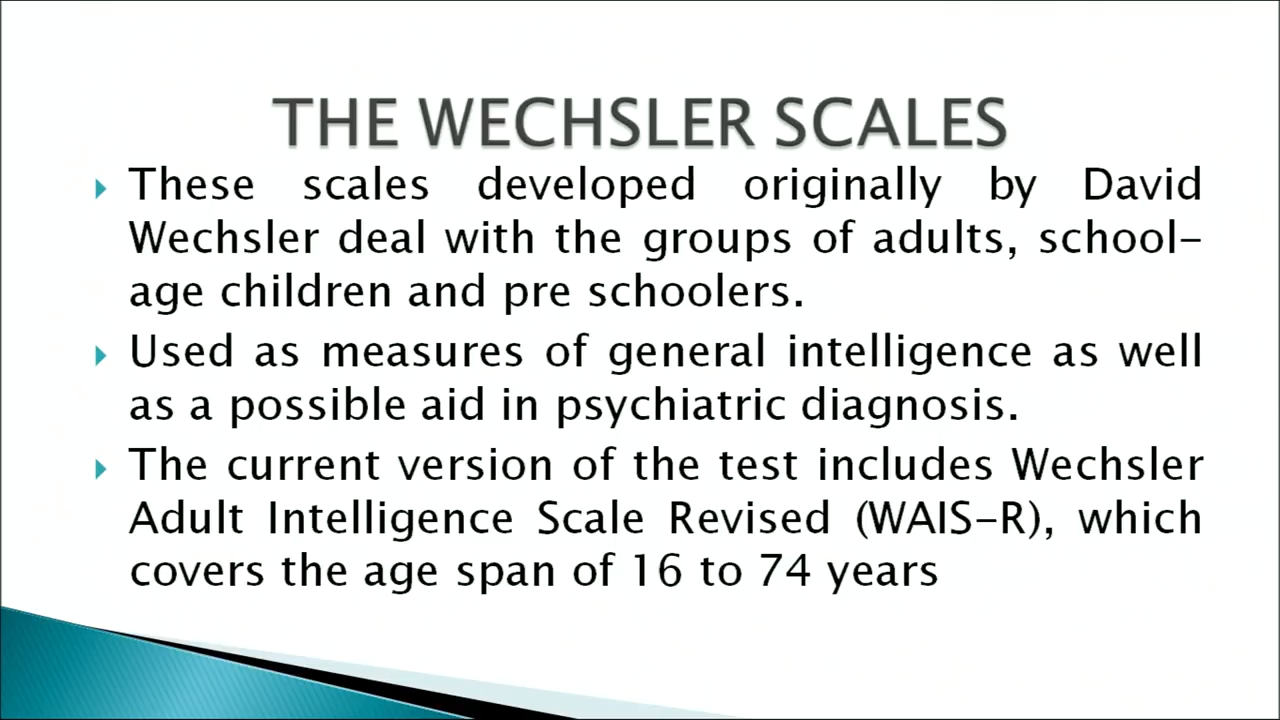 THE WECHSLER SCALES
These scales developed originally by David
Wechsler deal with the groups of adults, school-
age children and pre schoolers.
Used as measures of general intelligence as well
as a possible aid in psychiatric diagnosis.
The current version of the test includes Wechsler
Adult Intelligence Scale Revised (WAIS-R), which
covers the age span of 16 to 74 years